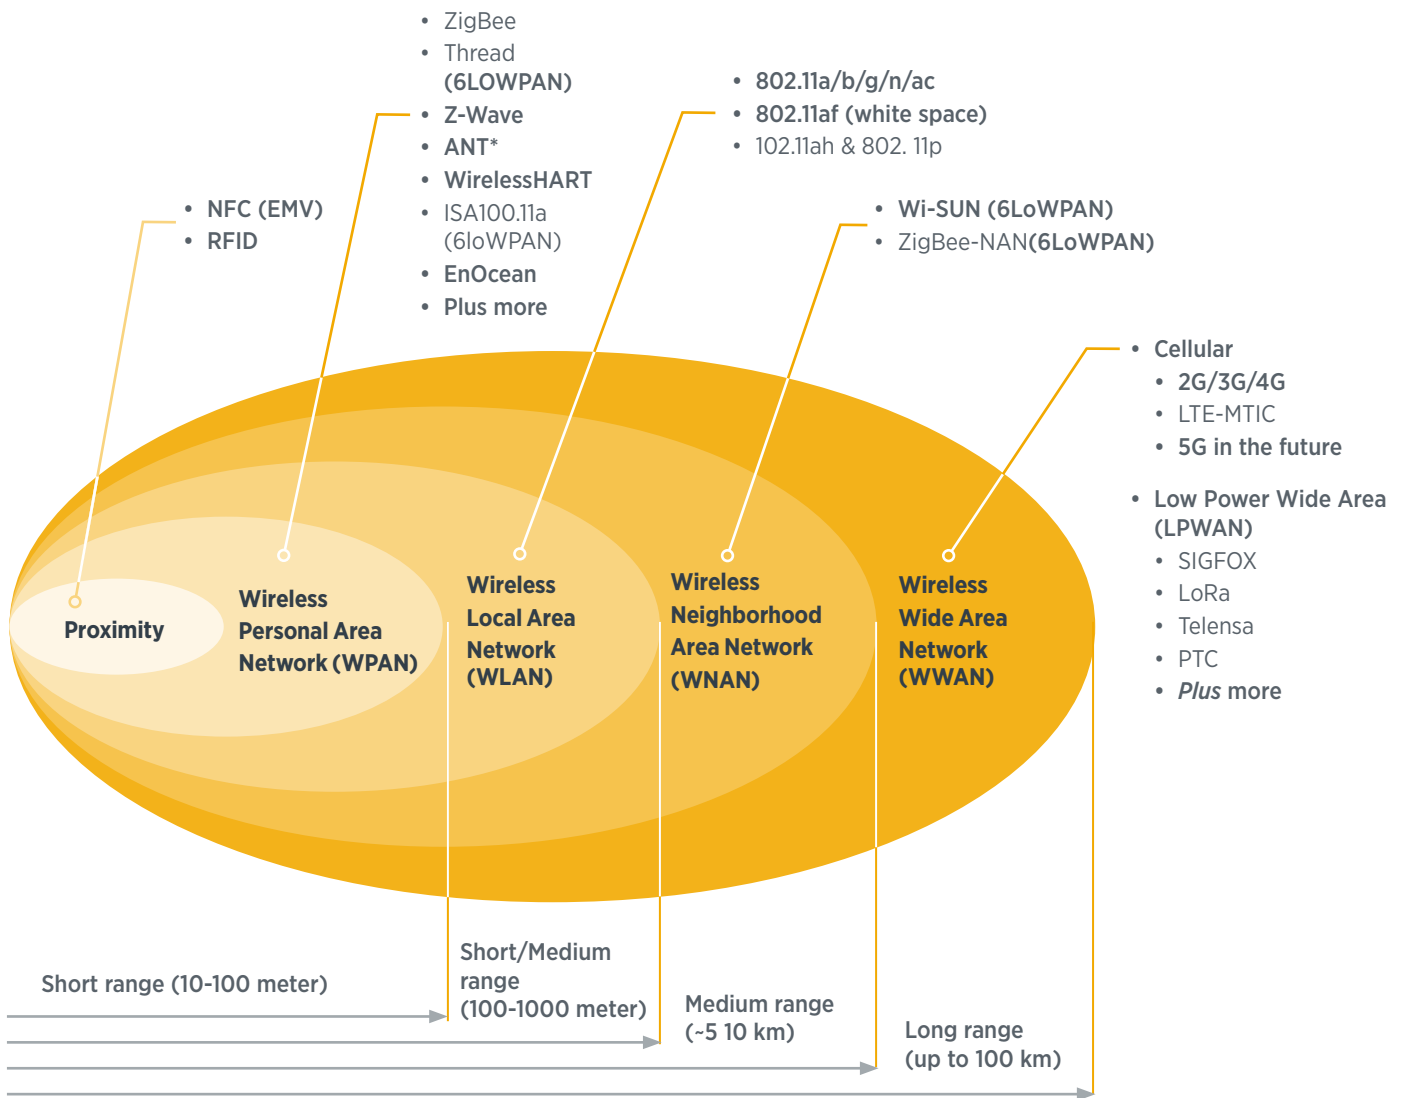 • ZigBee
• Thread
(6LOWPAN)
• Z-Wave
• ANT*
• WirelessHART
• ISA100.11a
(6loWPAN)
• EnOcean
• Plus more
• 802.11a/b/g/n/ac
• 802.11af (white space)
• 102.11ah & 802. 11p
• NFC (EMV)
• RFID
• Wi-SUN (6LoWPAN)
• ZigBee-NAN(6LoWPAN)
• Cellular
• 2G/3G/4G
• LTE-MTIC
• 5G in the future
• Low Power Wide Area
(LPWAN)
• SIGFOX
• LoRa
• Telensa
• PTC
• Plus more
Proximity
Wireless
Personal Area
Network (WPAN)
Wireless
Local Area
Network
(WLAN)
Wireless
Neighborhood
Area Network
(WNAN)
Wireless
Wide Area
Network
(WWAN)
Short range (10-100 meter)
Short/Medium
range
(100-1000 meter)
Medium range
(~5 10 km)
Long range
(up to 100 km)